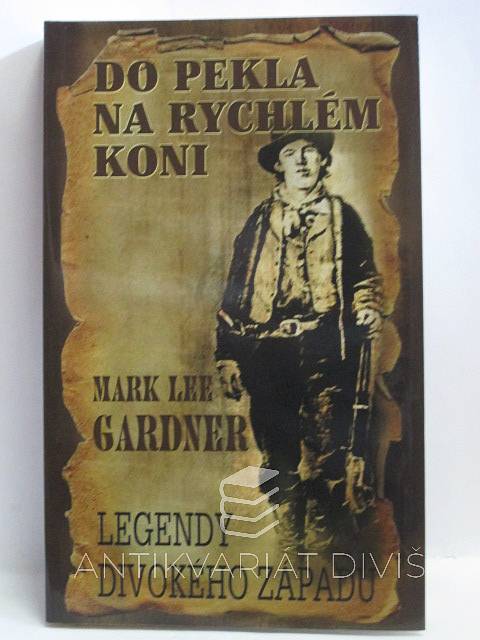 DO PEKLA
NA RYCHLÉM
KONI
MARK LEE
GARDNER
LEGENDY
ANTIKVARIÁT DIVIŠ
DIVOKÉHO ZÁPADU